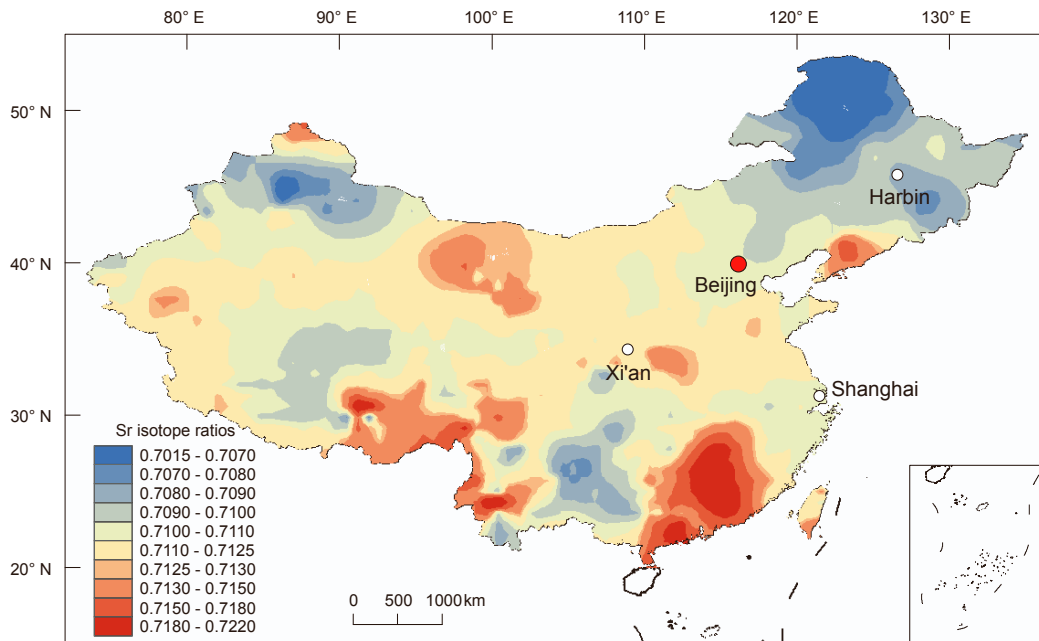 80° E 90° E 100° E 110° E 120° E 130° E
50° N
Harbin
40° N
Beijing
Xi'an
Shanghai
30° N
Sr isotope ratios
0.7015 - 0.7070
0.7070 - 0.7080
0.7080 - 0.7090
0.7090 - 0.7100
0.7100 - 0.7110
0.7110 - 0.7125
0.7125 - 0.7130
0.7130 - 0.7150
0.7150 - 0.7180
0.7180 - 0.7220
20° N
0 500 1000km